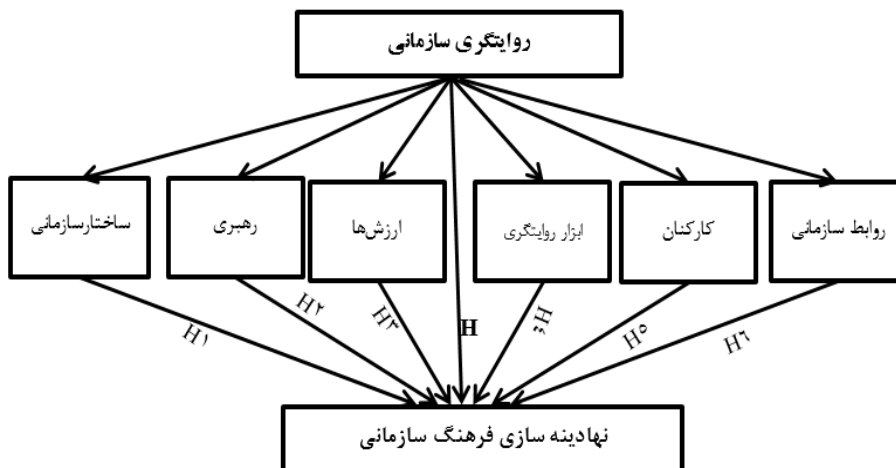 روایتگری سازمانی
روابط سازمانی
کارکنان
ابزار روایتگری
ارزش‌ها
رهبری
ساختارسازمانی
H۱
H۲
H۳
H
H۴
H۵
H۶
نهادینه سازی فرهنگ سازمانی